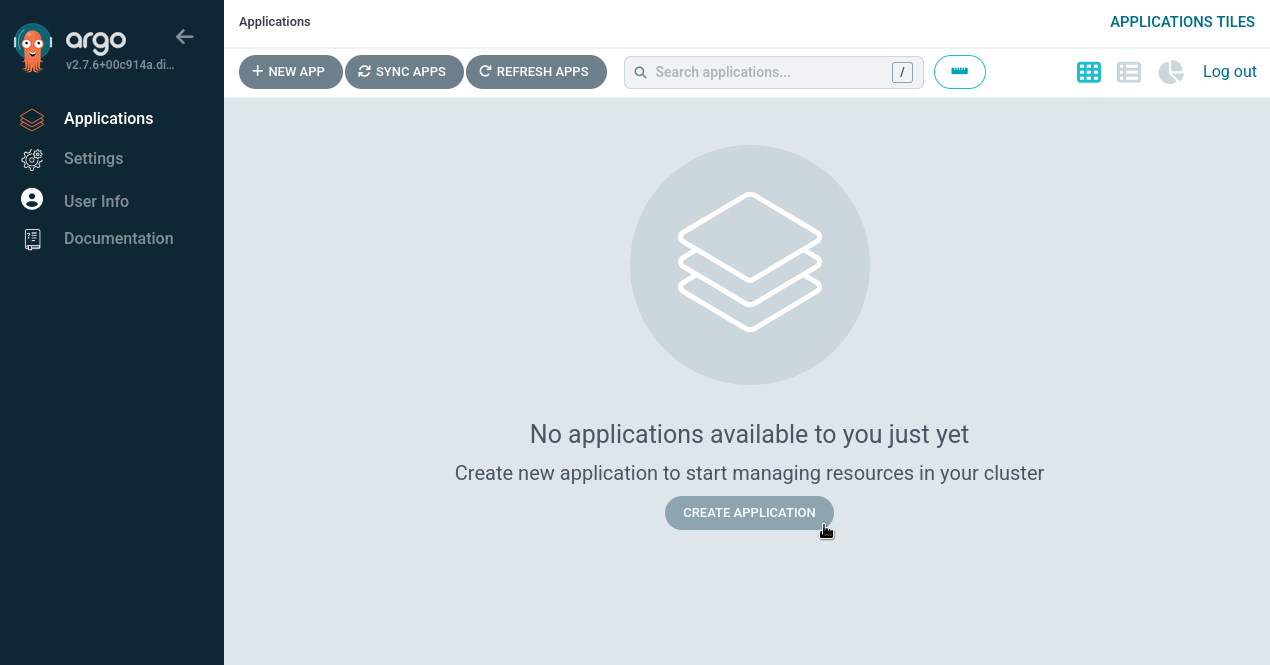 argo
v2.7.6+00c914a.di...
Applications
Settings
User Info
Documentation
Applications
APPLICATIONS TILES
+ NEW APP
SYNC APPS
REFRESH APPS
Search applications...
/
Log out
No applications available to you just yet
Create new application to start managing resources in your cluster
CREATE APPLICATION